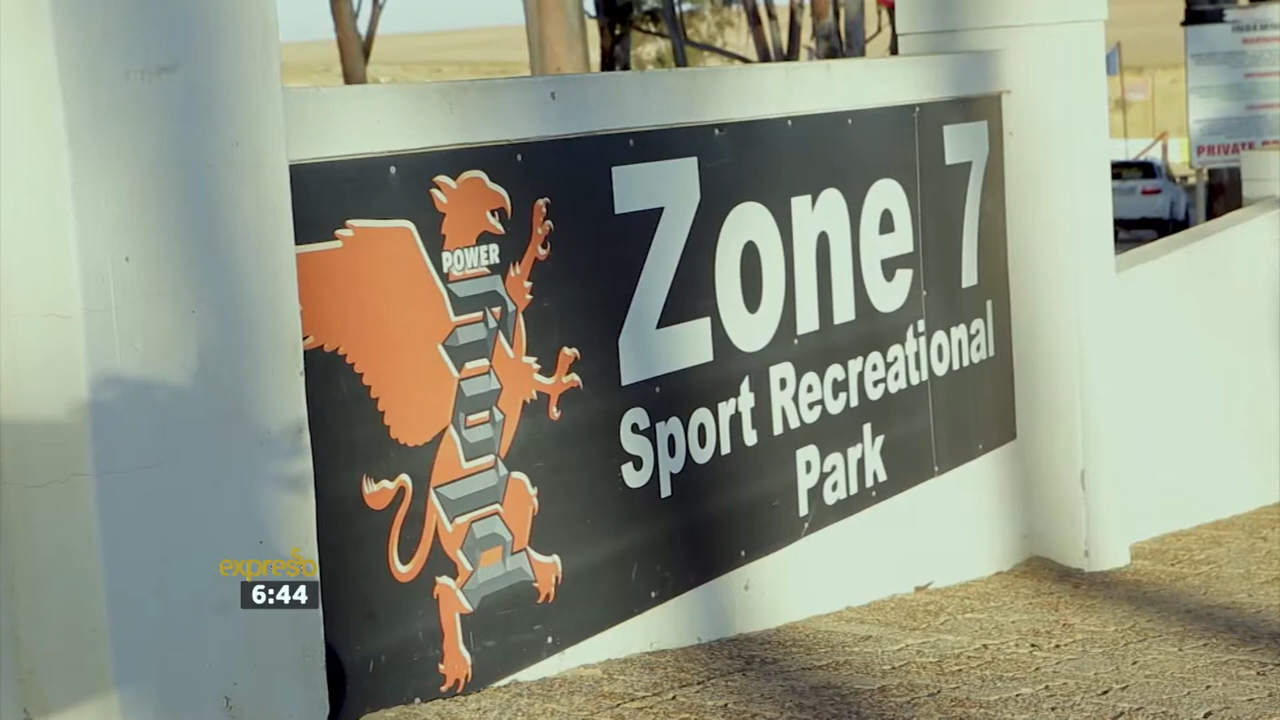 Zone 7
Sport Recreational
Park
POWER
expresso
6:44
PRIVATE